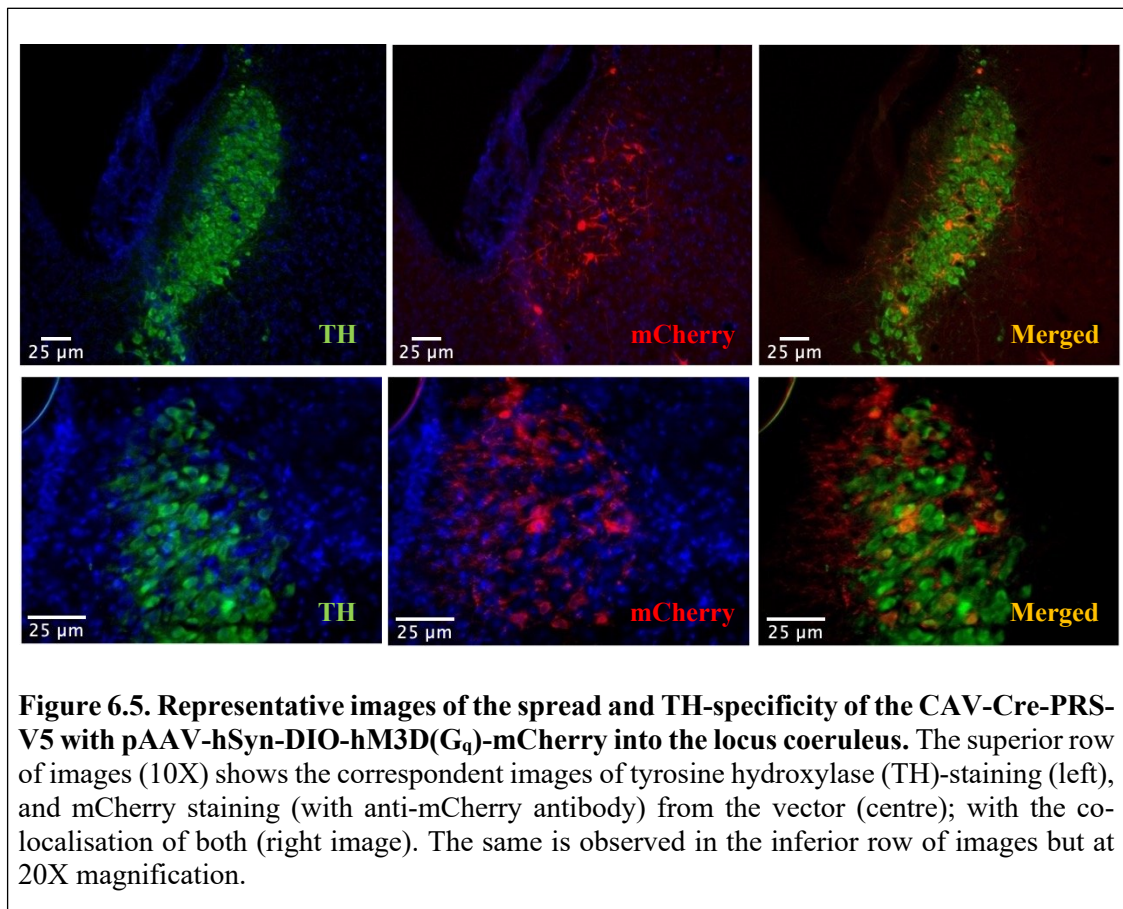 TH
mCherry
Merged
25 µm
25 µm
25 µm
TH
mCherry
Merged
25 µm
25 µm
25 µm
Figure 6.5. Representative images of the spread and TH-specificity of the CAV-Cre-PRS-
V5 with pAAV-hSyn-DIO-hM3D(Gq)-mCherry into the locus coeruleus. The superior row
of images (10X) shows the correspondent images of tyrosine hydroxylase (TH)-staining (left),
and mCherry staining (with anti-mCherry antibody) from the vector (centre); with the co-
localisation of both (right image). The same is observed in the inferior row of images but at
20X magnification.